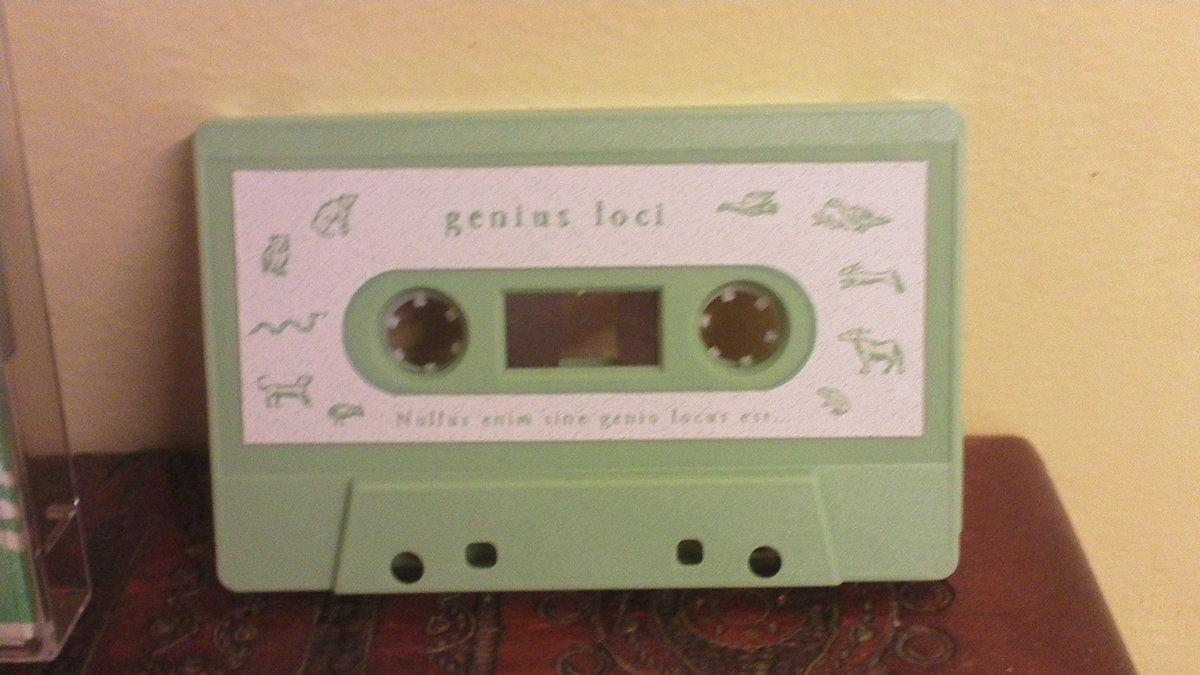 genius loci
Nullus enim sine genio locus est...